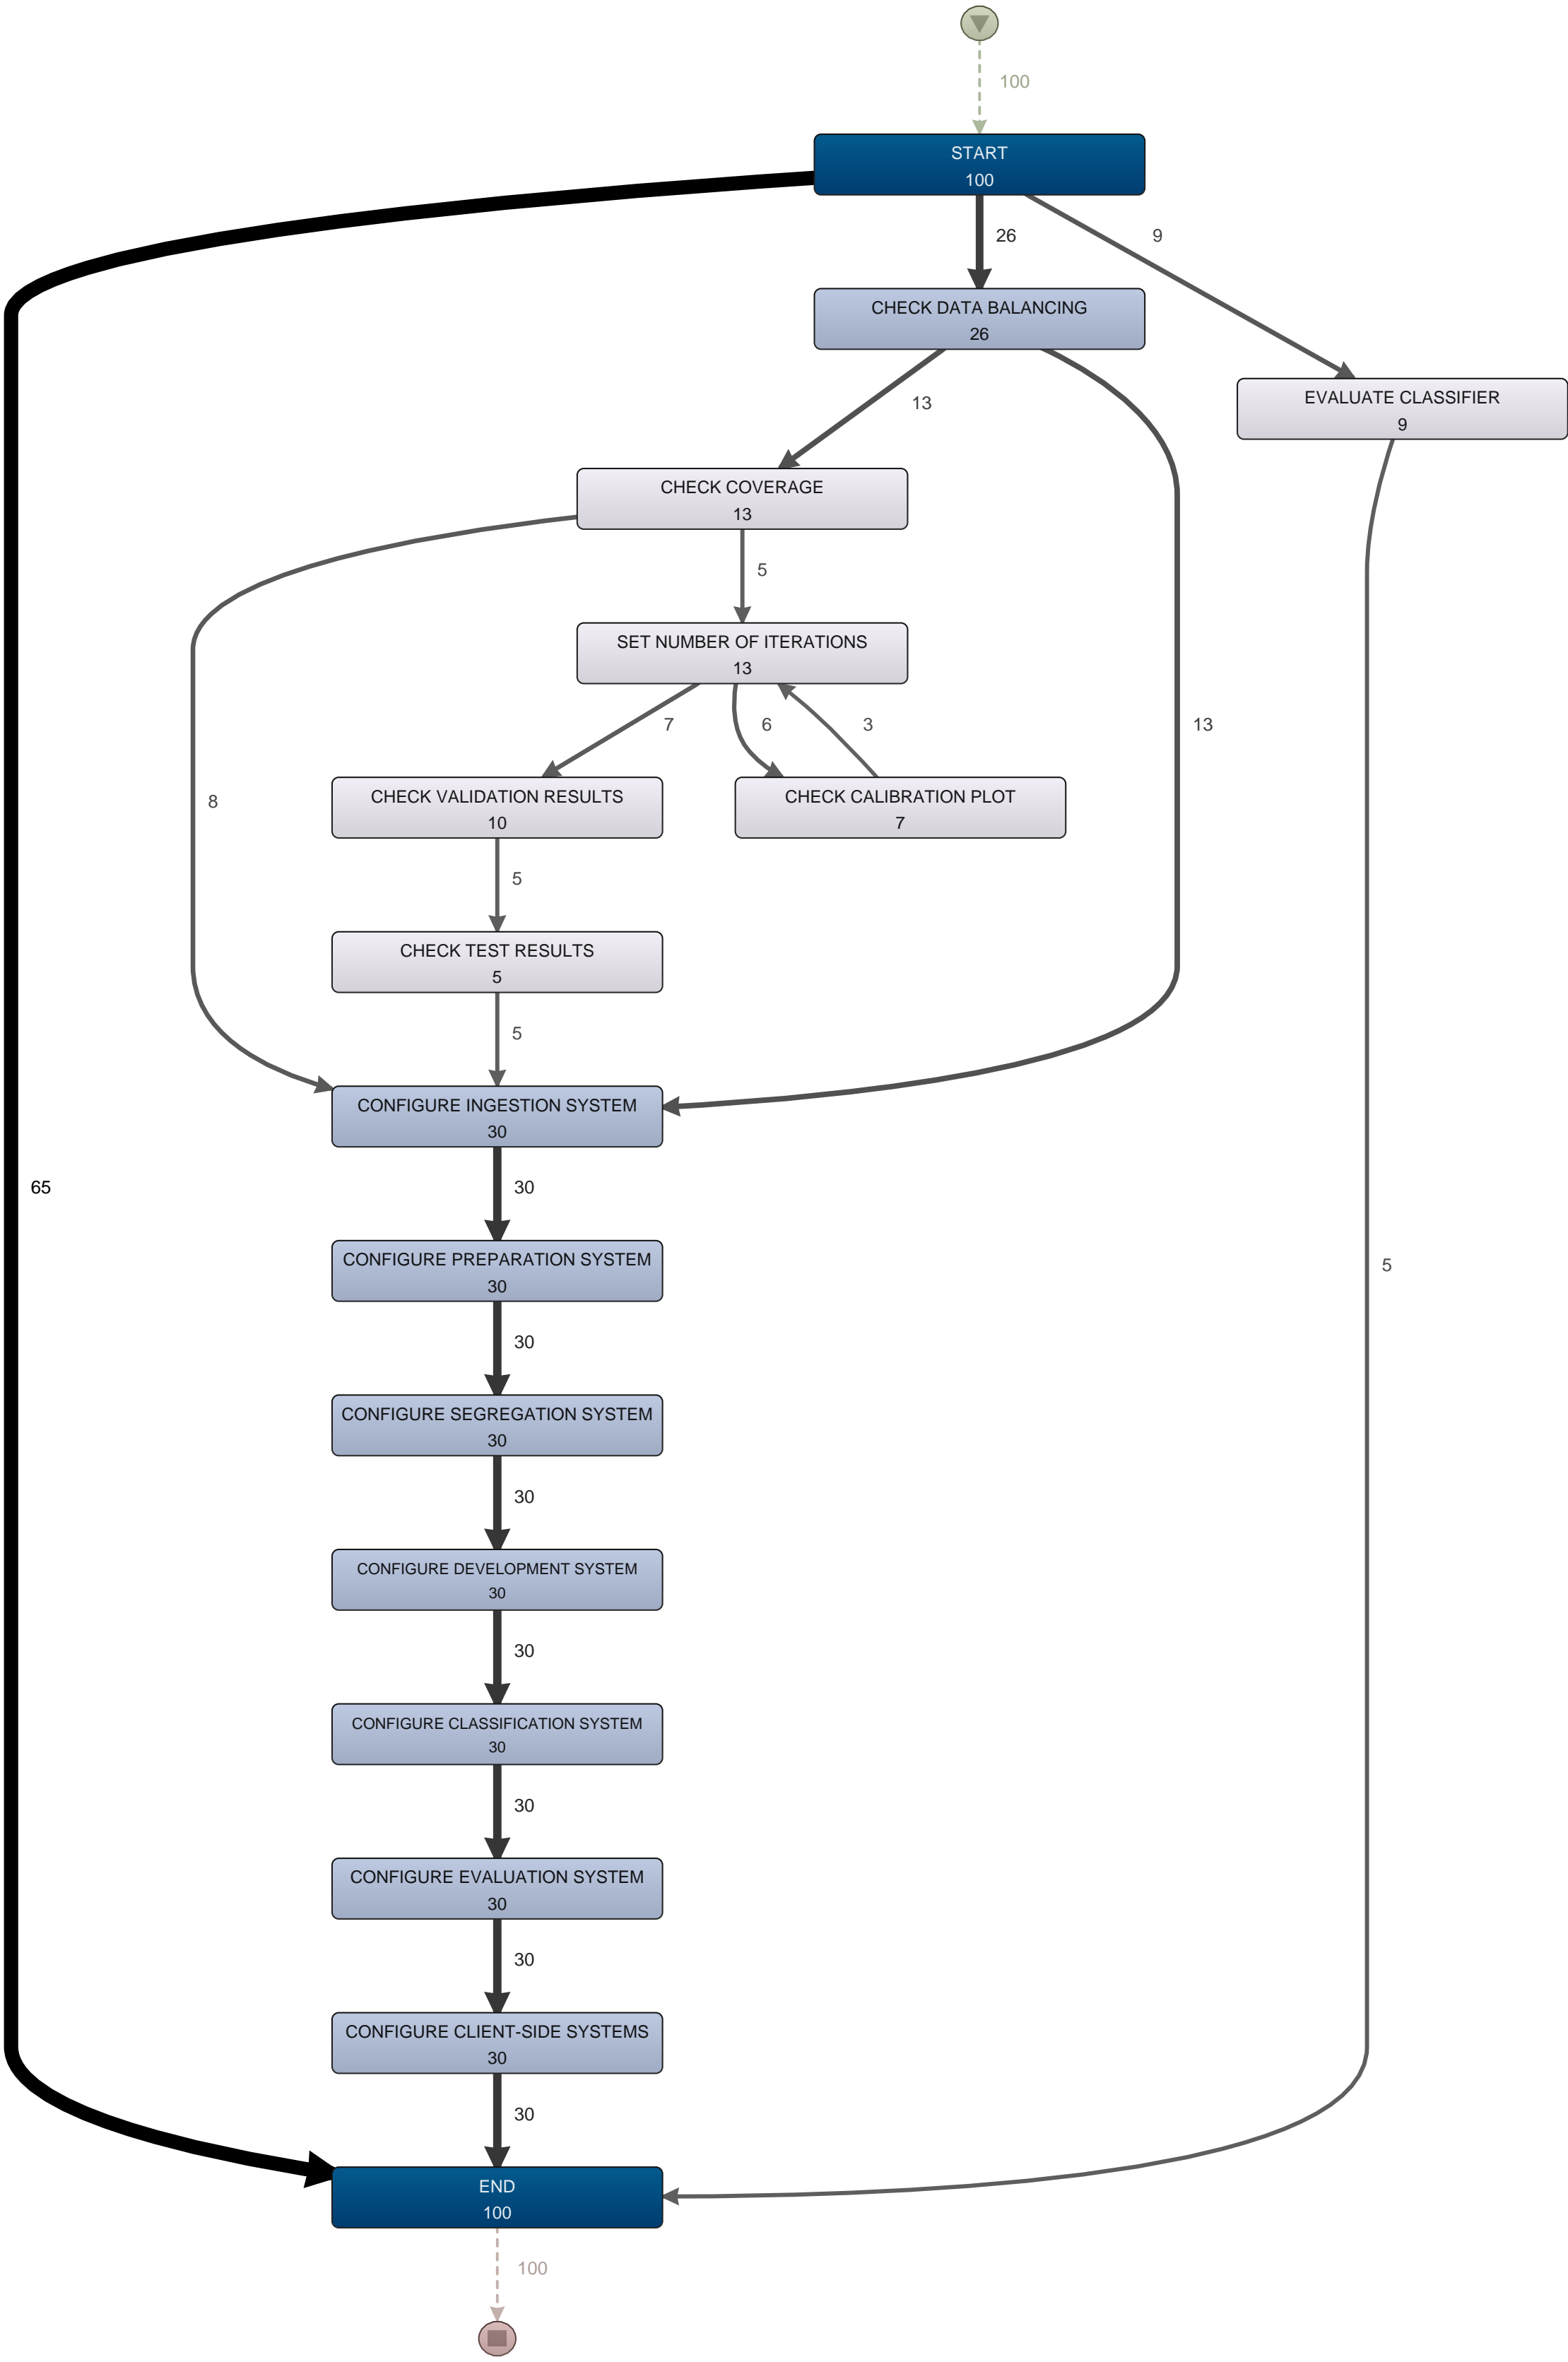 100
START
100
26
9
CHECK DATA BALANCING
26
EVALUATE CLASSIFIER
9
13
CHECK COVERAGE
13
5
SET NUMBER OF ITERATIONS
13
7
6
3
13
CHECK VALIDATION RESULTS
10
CHECK CALIBRATION PLOT
7
8
5
CHECK TEST RESULTS
5
5
CONFIGURE INGESTION SYSTEM
30
65
30
CONFIGURE PREPARATION SYSTEM
30
5
30
CONFIGURE SEGREGATION SYSTEM
30
30
CONFIGURE DEVELOPMENT SYSTEM
30
30
CONFIGURE CLASSIFICATION SYSTEM
30
30
CONFIGURE EVALUATION SYSTEM
30
30
CONFIGURE CLIENT-SIDE SYSTEMS
30
30
END
100
100